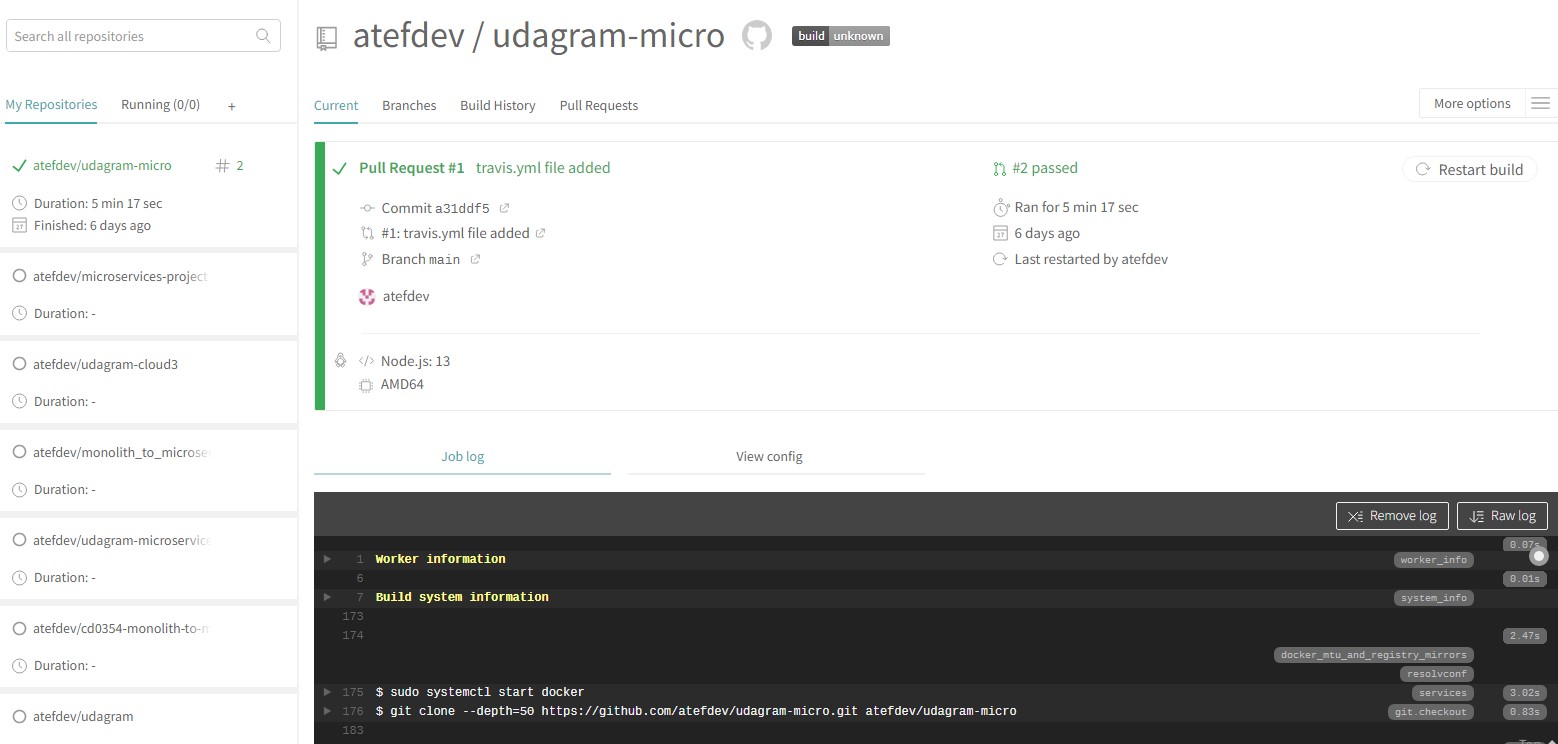 Search all repositories
My Repositories Running (0/0) +
atefdev/udagram-micro # 2
Duration: 5 min 17 sec
Finished: 6 days ago
atefdev/microservices-project
Duration: -
atefdev/udagram-cloud3
Duration: -
atefdev/monolith_to_microse
Duration: -
atefdev/udagram-microservice
Duration: -
atefdev/cd0354-monolith-to-m
Duration: -
atefdev/udagram
atefdev / udagram-micro build unknown
Current Branches Build History Pull Requests More options
Pull Request #1 travis.yml file added #2 passed Restart build
Commit a31ddf5 Ran for 5 min 17 sec
#1: travis.yml file added 6 days ago
Branch main Last restarted by atefdev
atefdev
Node.js: 13
AMD64
Job log View config
Remove log Raw log
0.07s
1 Worker information worker_info
6 0.01s
7 Build system information system_info
173
174 2.47s
docker_mtu_and_registry_mirrors
resolvconf
175 $ sudo systemctl start docker services 3.02s
176 $ git clone --depth=50 https://github.com/atefdev/udagram-micro.git atefdev/udagram-micro git.checkout 0.83s
183